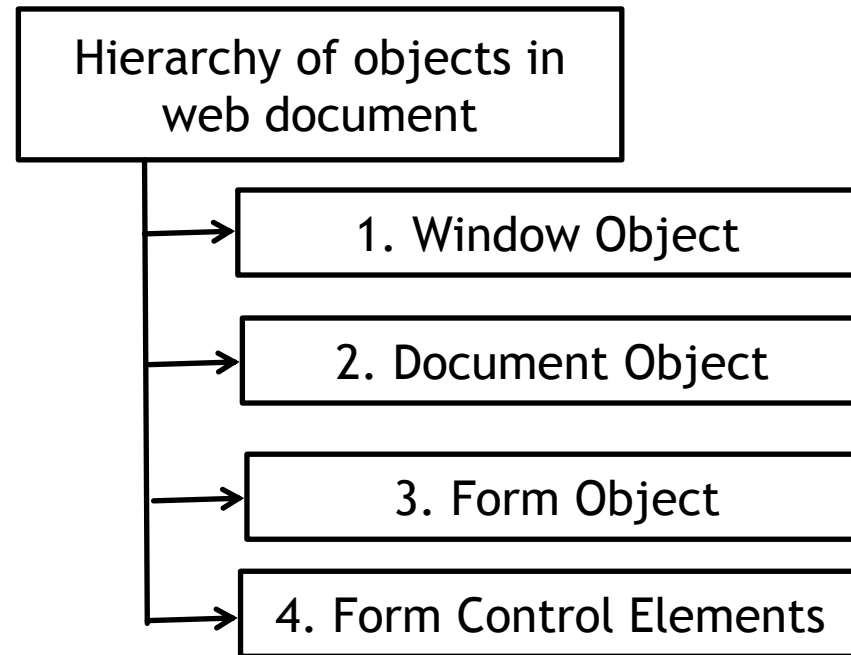 Hierarchy of objects in
web document
1. Window Object
2. Document Object
3. Form Object
4. Form Control Elements